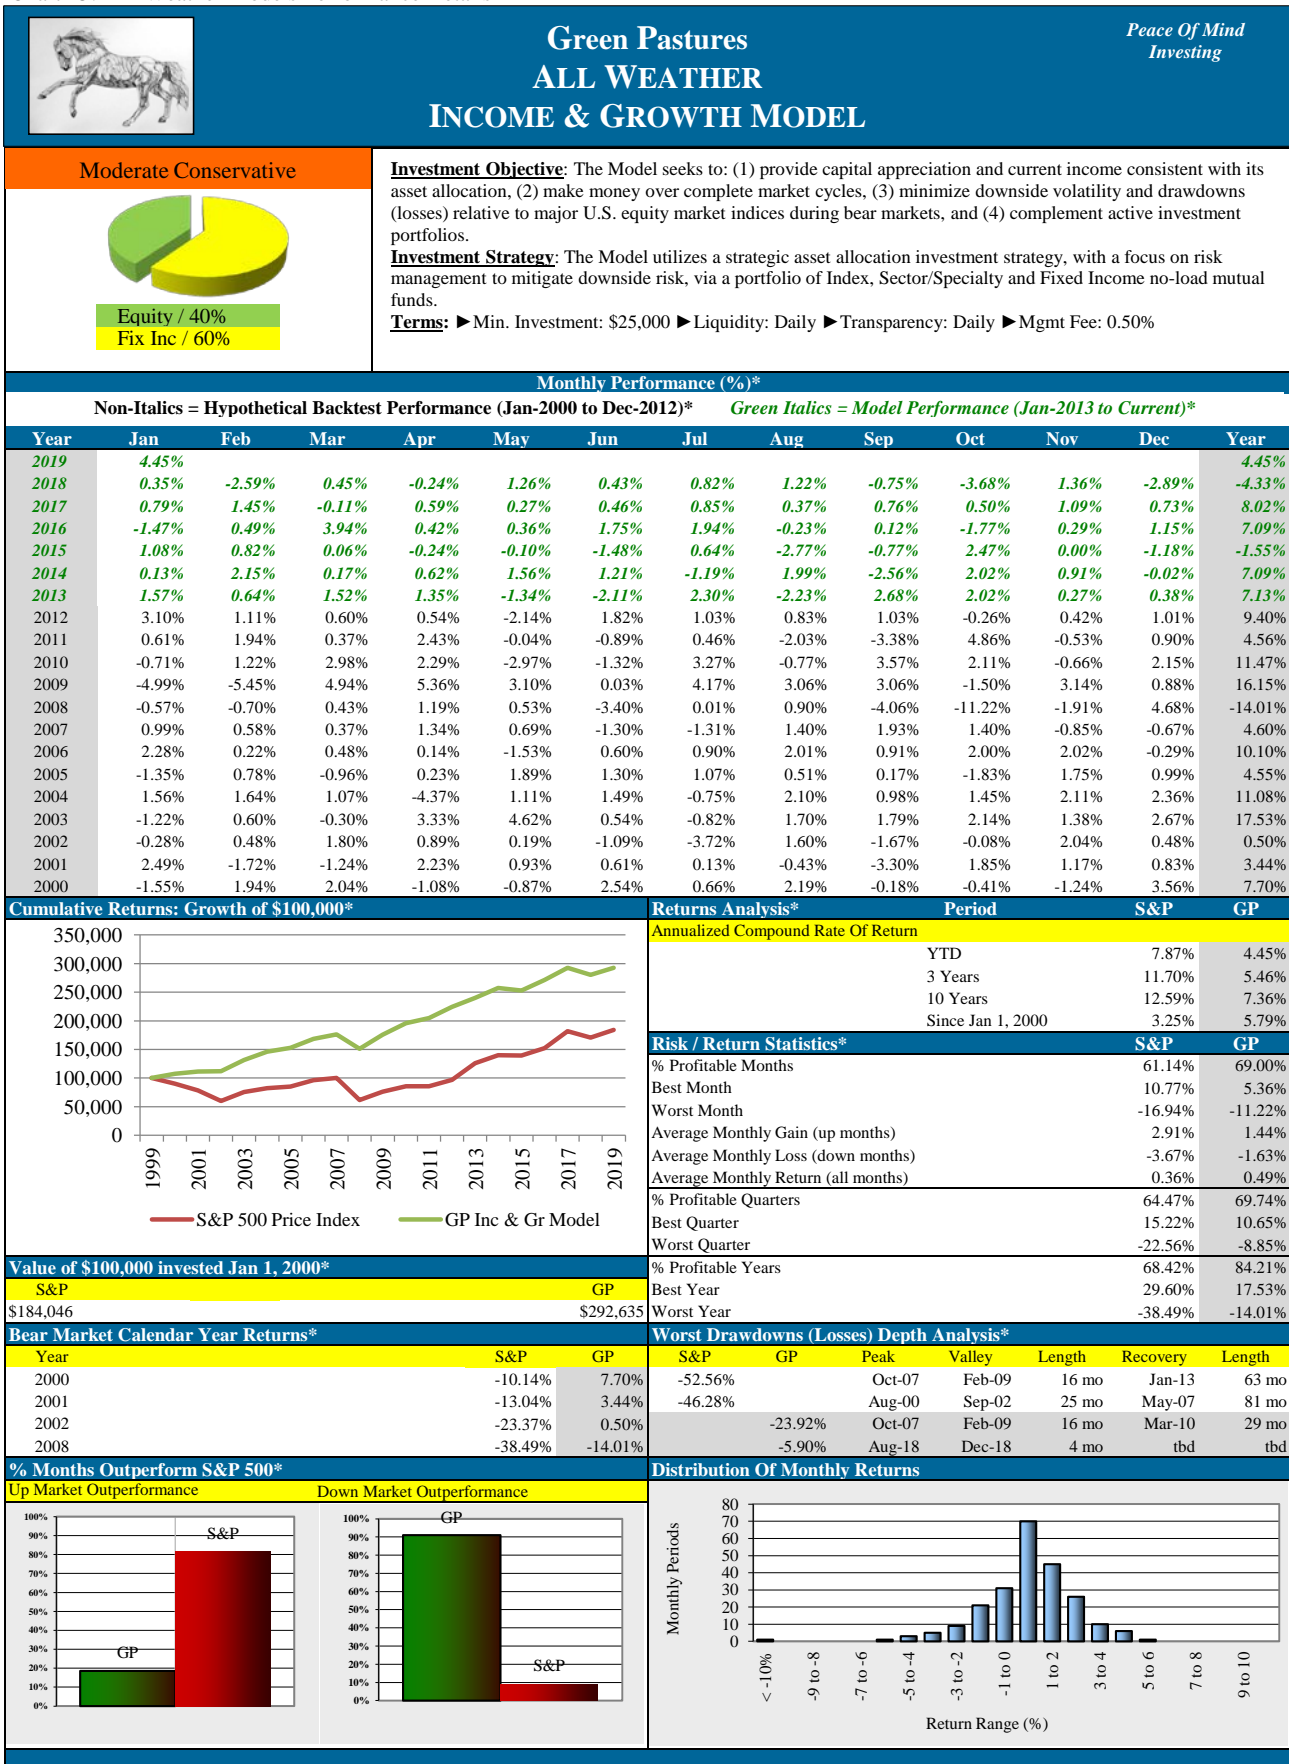 Green Pastures
ALL WEATHER
INCOME & GROWTH MODEL
Peace Of Mind
Investing
Moderate Conservative
Equity / 40%
Fix Inc / 60%
Investment Objective: The Model seeks to: (1) provide capital appreciation and current income consistent with its
asset allocation, (2) make money over complete market cycles, (3) minimize downside volatility and drawdowns
(losses) relative to major U.S. equity market indices during bear markets, and (4) complement active investment
portfolios.
Investment Strategy: The Model utilizes a strategic asset allocation investment strategy, with a focus on risk
management to mitigate downside risk, via a portfolio of Index, Sector/Specialty and Fixed Income no-load mutual
funds.
Terms: ►Min. Investment: $25,000 ►Liquidity: Daily ►Transparency: Daily ►Mgmt Fee: 0.50%
Monthly Performance (%)*
Non-Italics = Hypothetical Backtest Performance (Jan-2000 to Dec-2012)* Green Italics = Model Performance (Jan-2013 to Current)*
Year Jan Feb Mar Apr May Jun Jul Aug Sep Oct Nov Dec Year
2019 4.45% 4.45%
2018 0.35% -2.59% 0.45% -0.24% 1.26% 0.43% 0.82% 1.22% -0.75% -3.68% 1.36% -2.89% -4.33%
2017 0.79% 1.45% -0.11% 0.59% 0.27% 0.46% 0.85% 0.37% 0.76% 0.50% 1.09% 0.73% 8.02%
2016 -1.47% 0.49% 3.94% 0.42% 0.36% 1.75% 1.94% -0.23% 0.12% -1.77% 0.29% 1.15% 7.09%
2015 1.08% 0.82% 0.06% -0.24% -0.10% -1.48% 0.64% -2.77% -0.77% 2.47% 0.00% -1.18% -1.55%
2014 0.13% 2.15% 0.17% 0.62% 1.56% 1.21% -1.19% 1.99% -2.56% 2.02% 0.91% -0.02% 7.09%
2013 1.57% 0.64% 1.52% 1.35% -1.34% -2.11% 2.30% -2.23% 2.68% 2.02% 0.27% 0.38% 7.13%
2012 3.10% 1.11% 0.60% 0.54% -2.14% 1.82% 1.03% 0.83% 1.03% -0.26% 0.42% 1.01% 9.40%
2011 0.61% 1.94% 0.37% 2.43% -0.04% -0.89% 0.46% -2.03% -3.38% 4.86% -0.53% 0.90% 4.56%
2010 -0.71% 1.22% 2.98% 2.29% -2.97% -1.32% 3.27% -0.77% 3.57% 2.11% -0.66% 2.15% 11.47%
2009 -4.99% -5.45% 4.94% 5.36% 3.10% 0.03% 4.17% 3.06% 3.06% -1.50% 3.14% 0.88% 16.15%
2008 -0.57% -0.70% 0.43% 1.19% 0.53% -3.40% 0.01% 0.90% -4.06% -11.22% -1.91% 4.68% -14.01%
2007 0.99% 0.58% 0.37% 1.34% 0.69% -1.30% -1.31% 1.40% 1.93% 1.40% -0.85% -0.67% 4.60%
2006 2.28% 0.22% 0.48% 0.14% -1.53% 0.60% 0.90% 2.01% 0.91% 2.00% 2.02% -0.29% 10.10%
2005 -1.35% 0.78% -0.96% 0.23% 1.89% 1.30% 1.07% 0.51% 0.17% -1.83% 1.75% 0.99% 4.55%
2004 1.56% 1.64% 1.07% -4.37% 1.11% 1.49% -0.75% 2.10% 0.98% 1.45% 2.11% 2.36% 11.08%
2003 -1.22% 0.60% -0.30% 3.33% 4.62% 0.54% -0.82% 1.70% 1.79% 2.14% 1.38% 2.67% 17.53%
2002 -0.28% 0.48% 1.80% 0.89% 0.19% -1.09% -3.72% 1.60% -1.67% -0.08% 2.04% 0.48% 0.50%
2001 2.49% -1.72% -1.24% 2.23% 0.93% 0.61% 0.13% -0.43% -3.30% 1.85% 1.17% 0.83% 3.44%
2000 -1.55% 1.94% 2.04% -1.08% -0.87% 2.54% 0.66% 2.19% -0.18% -0.41% -1.24% 3.56% 7.70%
Cumulative Returns: Growth of $100,000*
350,000
300,000
250,000
200,000
150,000
100,000
50,000
0
1999 2001 2003 2005 2007 2009 2011 2013 2015 2017 2019
S&P 500 Price Index GP Inc & Gr Model
Returns Analysis* Period S&P GP
Annualized Compound Rate Of Return
YTD 7.87% 4.45%
3 Years 11.70% 5.46%
10 Years 12.59% 7.36%
Since Jan 1, 2000 3.25% 5.79%
Risk / Return Statistics* S&P GP
% Profitable Months 61.14% 69.00%
Best Month 10.77% 5.36%
Worst Month -16.94% -11.22%
Average Monthly Gain (up months) 2.91% 1.44%
Average Monthly Loss (down months) -3.67% -1.63%
Average Monthly Return (all months) 0.36% 0.49%
% Profitable Quarters 64.47% 69.74%
Best Quarter 15.22% 10.65%
Worst Quarter -22.56% -8.85%
% Profitable Years 68.42% 84.21%
Best Year 29.60% 17.53%
Worst Year -38.49% -14.01%
Value of $100,000 invested Jan 1, 2000*
S&P GP
$184,046 $292,635
Bear Market Calendar Year Returns*
Year S&P GP
2000 -10.14% 7.70%
2001 -13.04% 3.44%
2002 -23.37% 0.50%
2008 -38.49% -14.01%
Worst Drawdowns (Losses) Depth Analysis*
S&P GP Peak Valley Length Recovery Length
-52.56% Oct-07 Feb-09 16 mo Jan-13 63 mo
-46.28% Aug-00 Sep-02 25 mo May-07 81 mo
-23.92% Oct-07 Feb-09 16 mo Mar-10 29 mo
-5.90% Aug-18 Dec-18 4 mo tbd tbd
% Months Outperform S&P 500*
Up Market Outperformance
100%
90%
80%
70%
60%
50%
40%
30%
20%
10%
0%
GP
S&P
Down Market Outperformance
100%
90%
80%
70%
60%
50%
40%
30%
20%
10%
0%
GP
S&P
Distribution Of Monthly Returns
Monthly Periods
80
70
60
50
40
30
20
10
0
< -10% -9 to -8 -7 to -6 -5 to -4 -3 to -2 -1 to 0 1 to 2 3 to 4 5 to 6 7 to 8 9 to 10
Return Range (%)